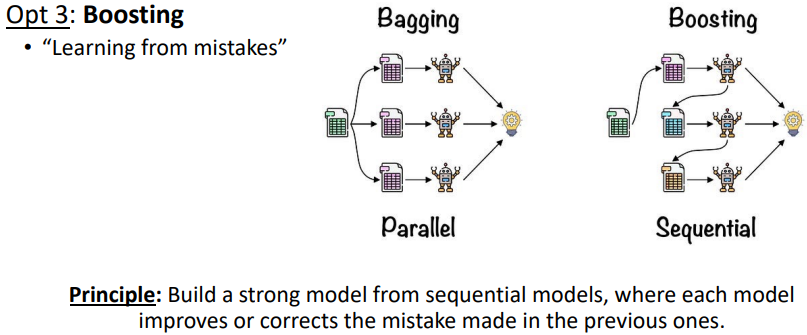 Opt 3: Boosting
• “Learning from mistakes”
Bagging
Parallel
Boosting
Sequential
Principle: Build a strong model from sequential models, where each model
improves or corrects the mistake made in the previous ones.